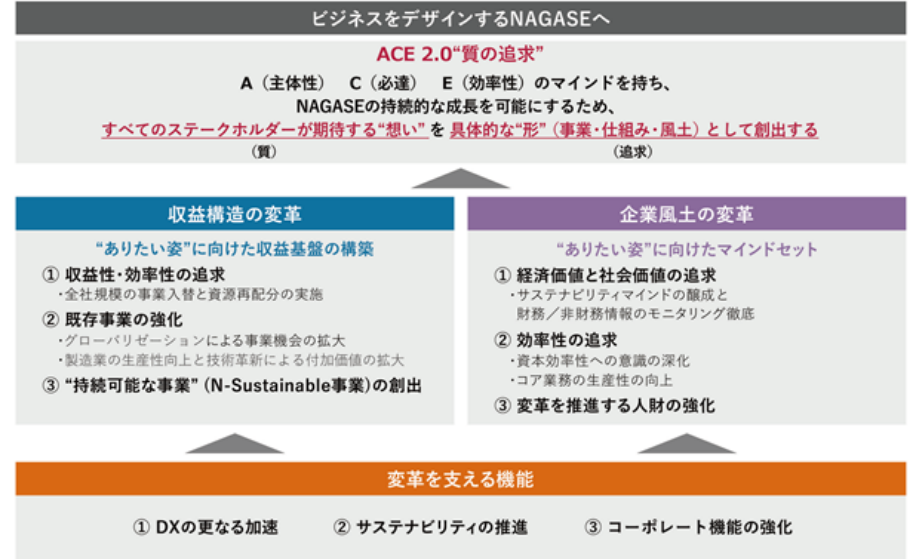 ビジネスをデザインするNAGASEへ
ACE 2.0“質の追求”
A（主体性） C（必達） E（効率性）のマインドを持ち、
NAGASEの持続的な成長を可能にするため、
すべてのステークホルダーが期待する“想い” を 具体的な“形”（事業・仕組み・風土）として創出する
（質） （追求）
収益構造の変革
“ありたい姿”に向けた収益基盤の構築
① 収益性・効率性の追求
・全社規模の事業入替と資源再配分の実施
② 既存事業の強化
・グローバリゼーションによる事業機会の拡大
・製造業の生産性向上と技術革新による付加価値の拡大
③ “持続可能な事業” (N-Sustainable事業)の創出
企業風土の変革
“ありたい姿”に向けたマインドセット
① 経済価値と社会価値の追求
・サステナビリティマインドの醸成と
財務／非財務情報のモニタリング徹底
② 効率性の追求
・資本効率性への意識の深化
・コア業務の生産性の向上
③ 変革を推進する人財の強化
変革を支える機能
① DXの更なる加速 ② サステナビリティの推進 ③ コーポレート機能の強化